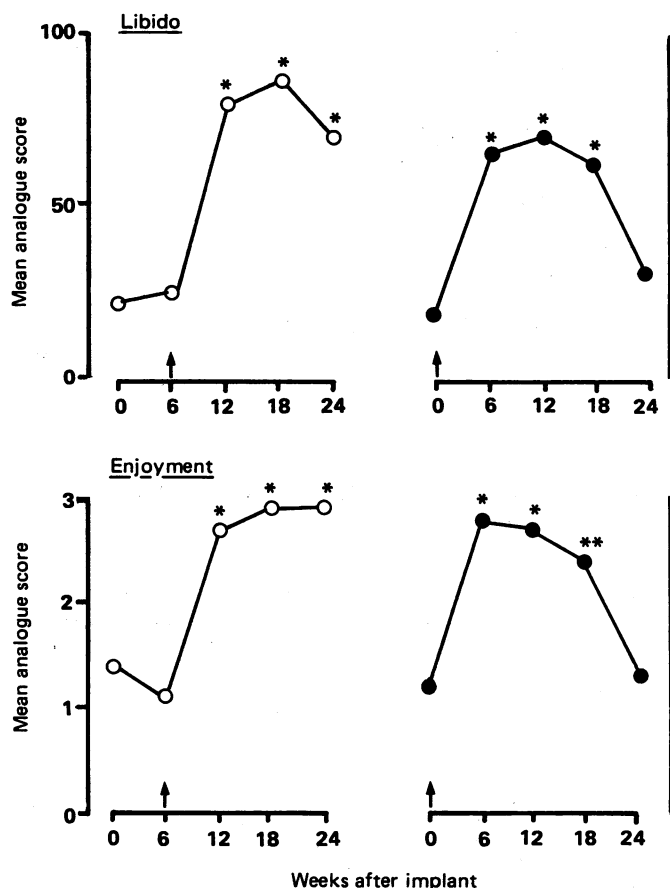 Libido
100
50
0
Mean analogue score
* * *
* * *
0 6 12 18 24
0 6 12 18 24
Enjoyment
3
2
1
0
Mean analogue score
* * *
* * **
0 6 12 18 24
0 6 12 18 24
Weeks after implant